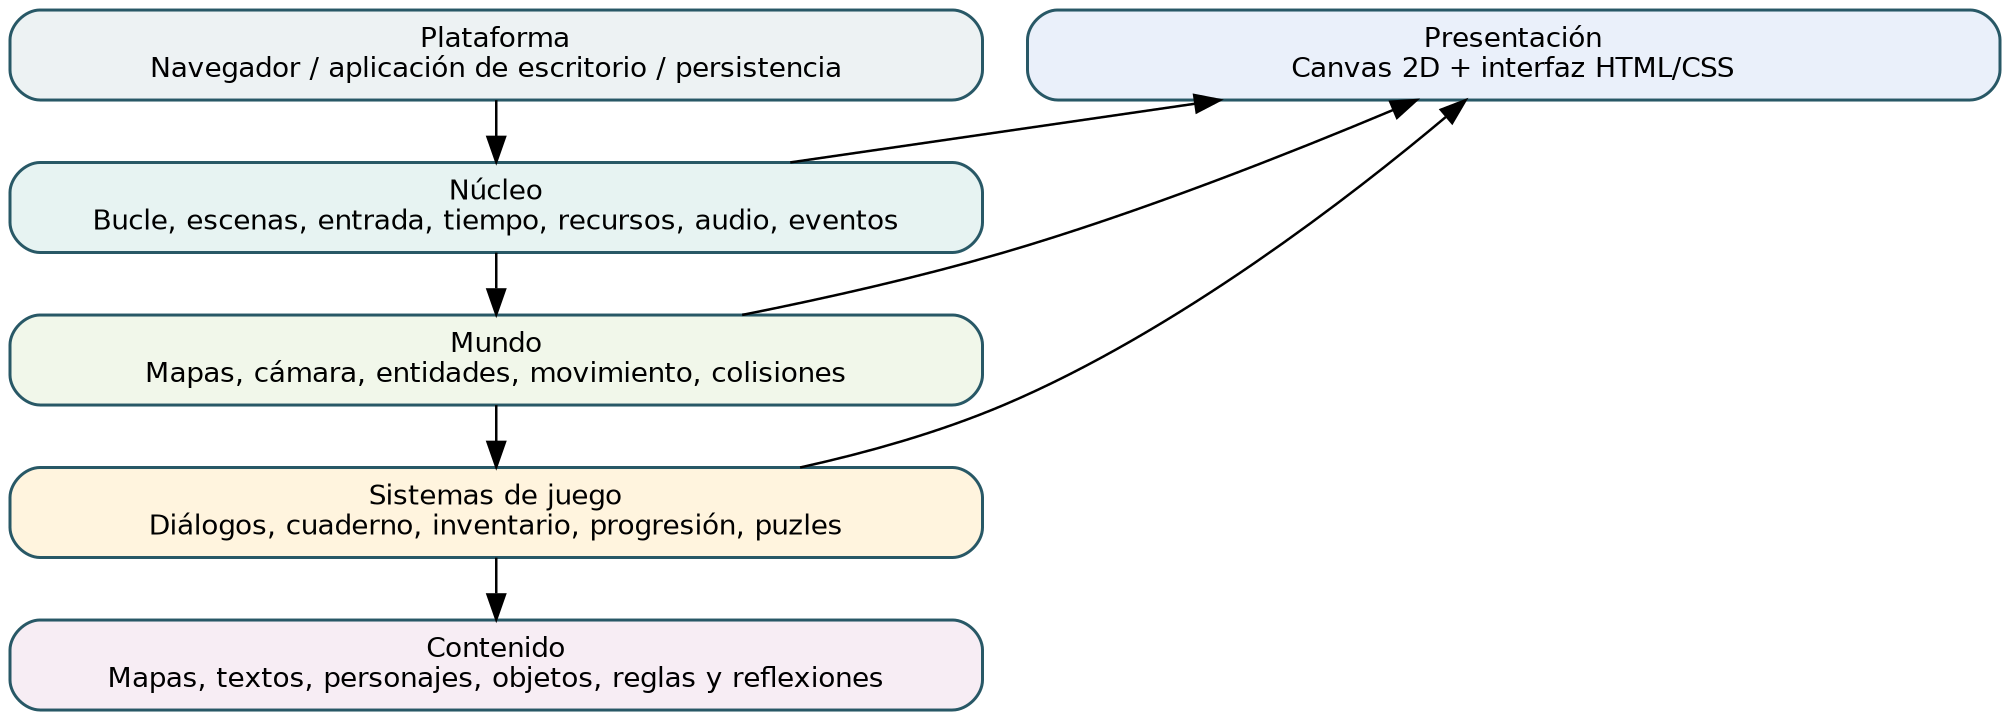 Plataforma
Navegador / aplicación de escritorio / persistencia
Presentación
Canvas 2D + interfaz HTML/CSS
Núcleo
Bucle, escenas, entrada, tiempo, recursos, audio, eventos
Mundo
Mapas, cámara, entidades, movimiento, colisiones
Sistemas de juego
Diálogos, cuaderno, inventario, progresión, puzles
Contenido
Mapas, textos, personajes, objetos, reglas y reflexiones